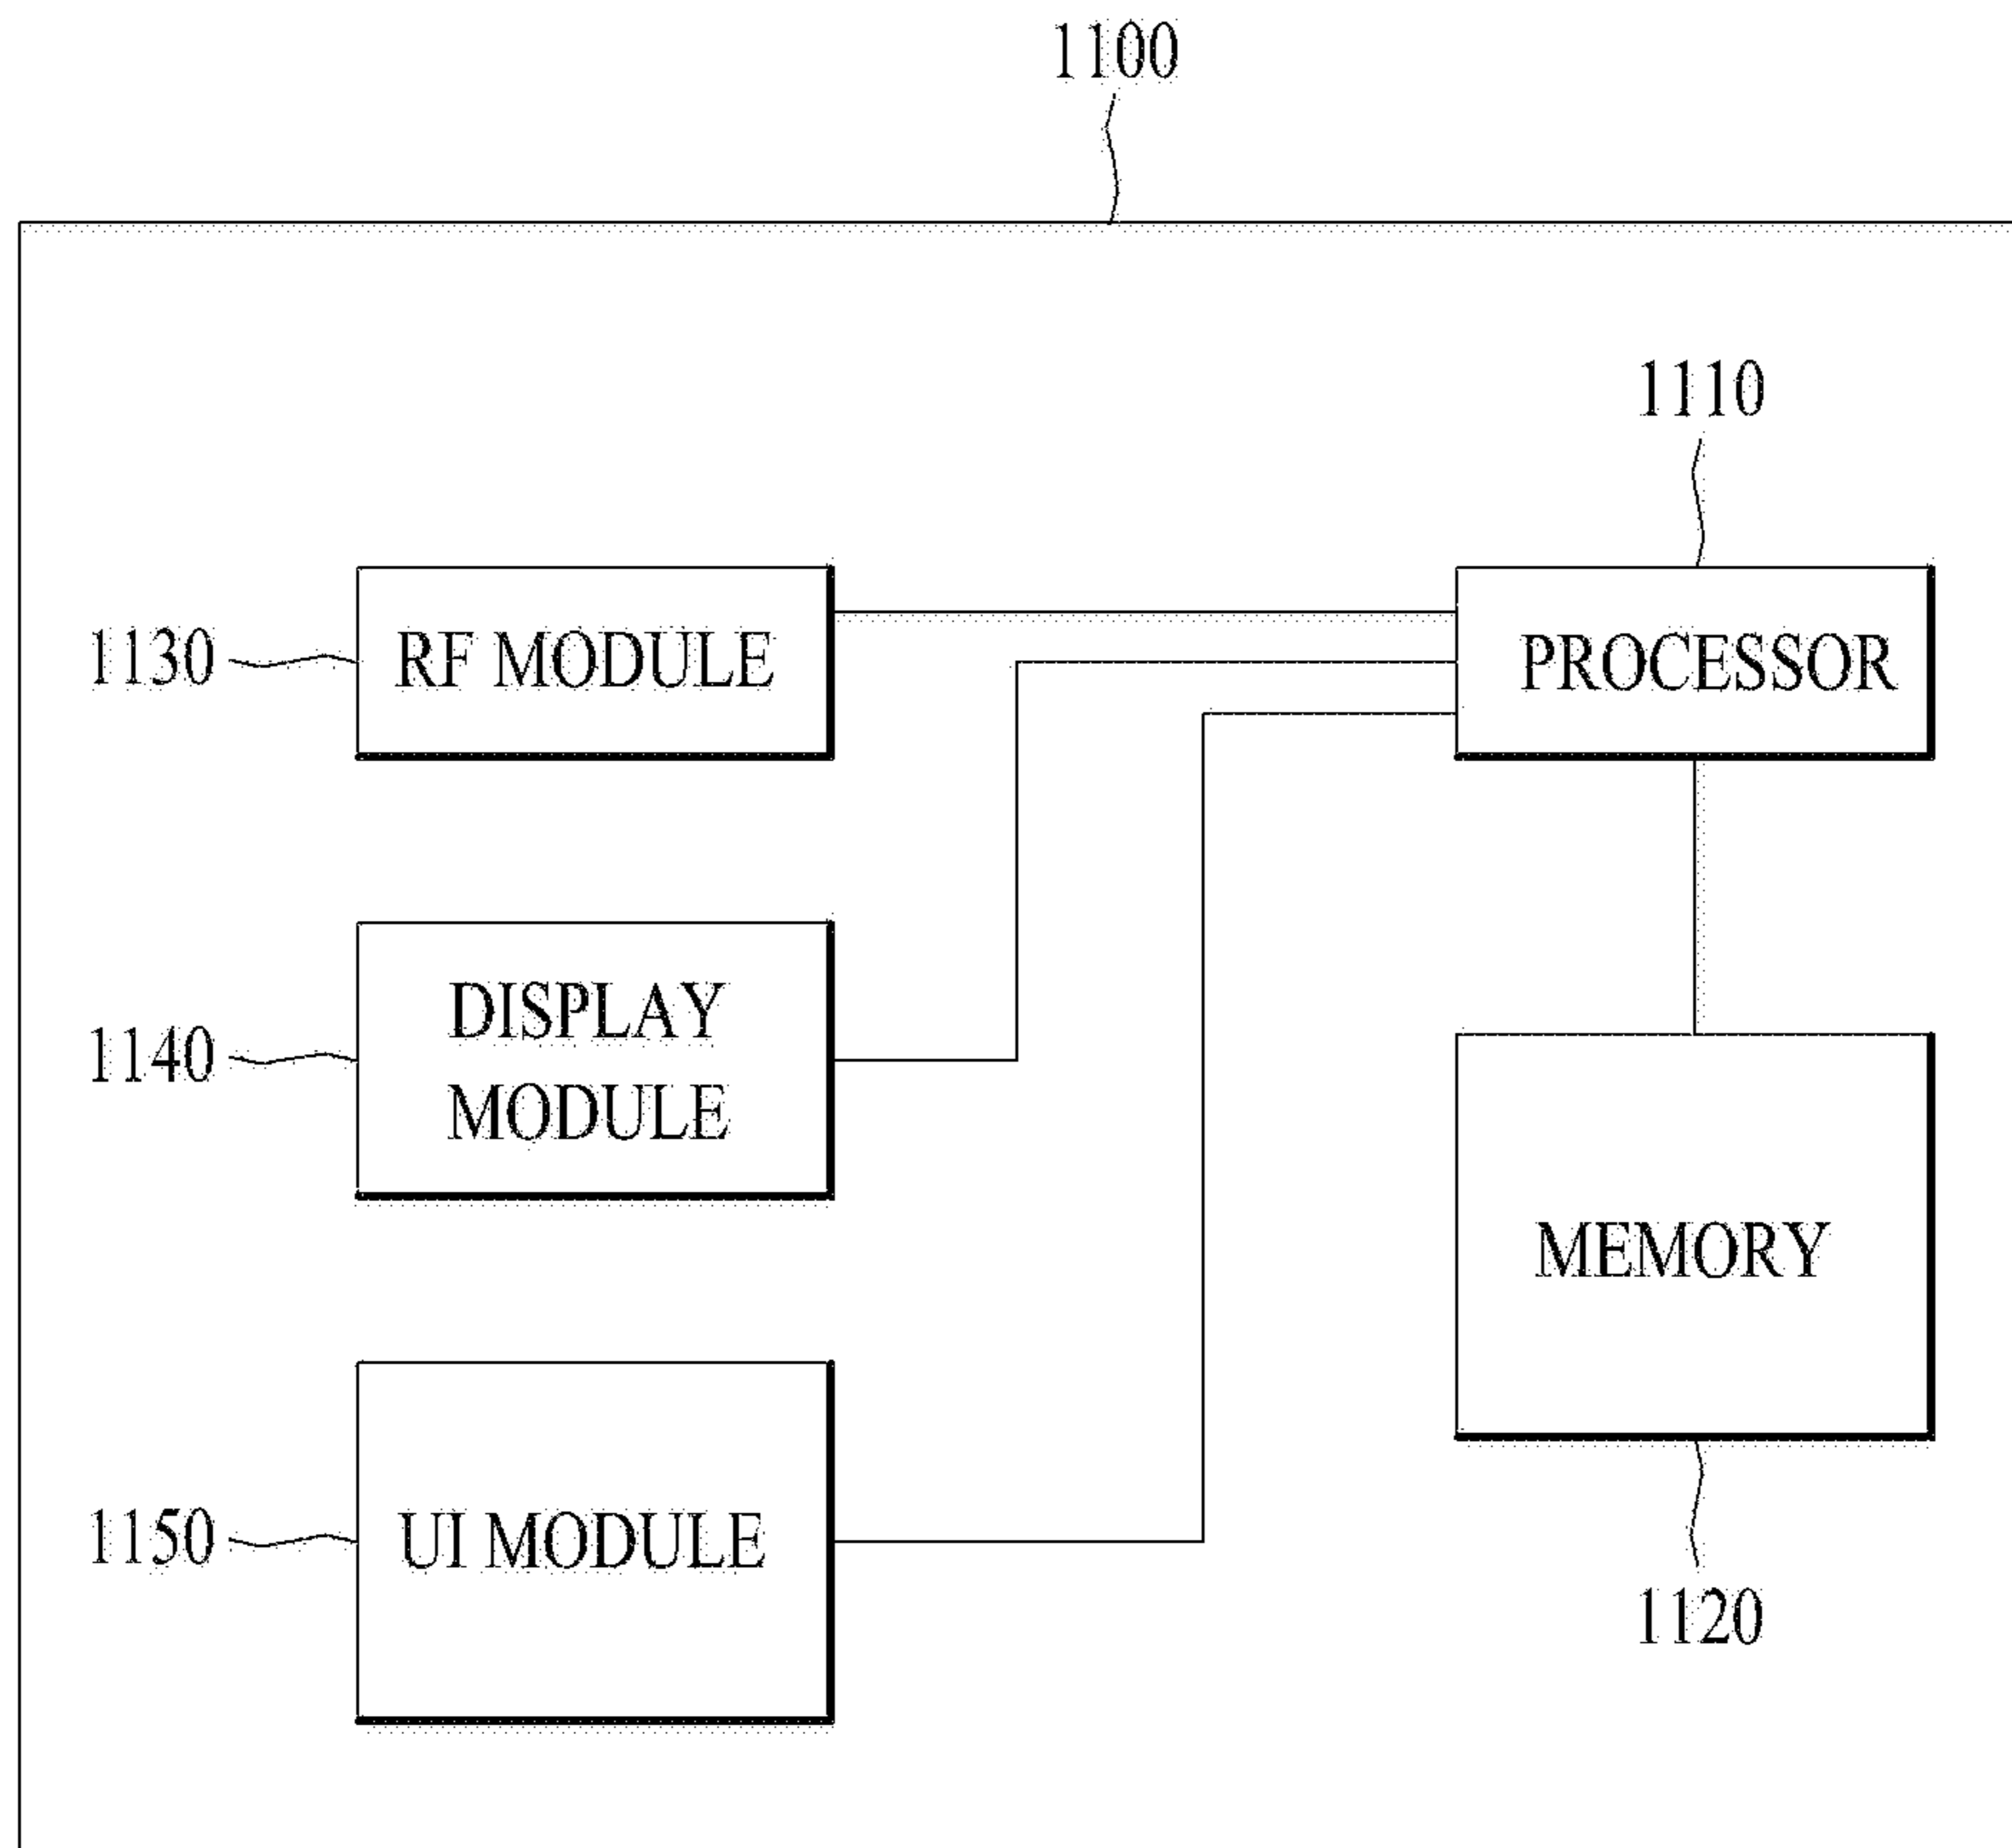 1100
1110
1130
RF MODULE
PROCESSOR
DISPLAY
MODULE
1140
MEMORY
1150
UI MODULE
1120